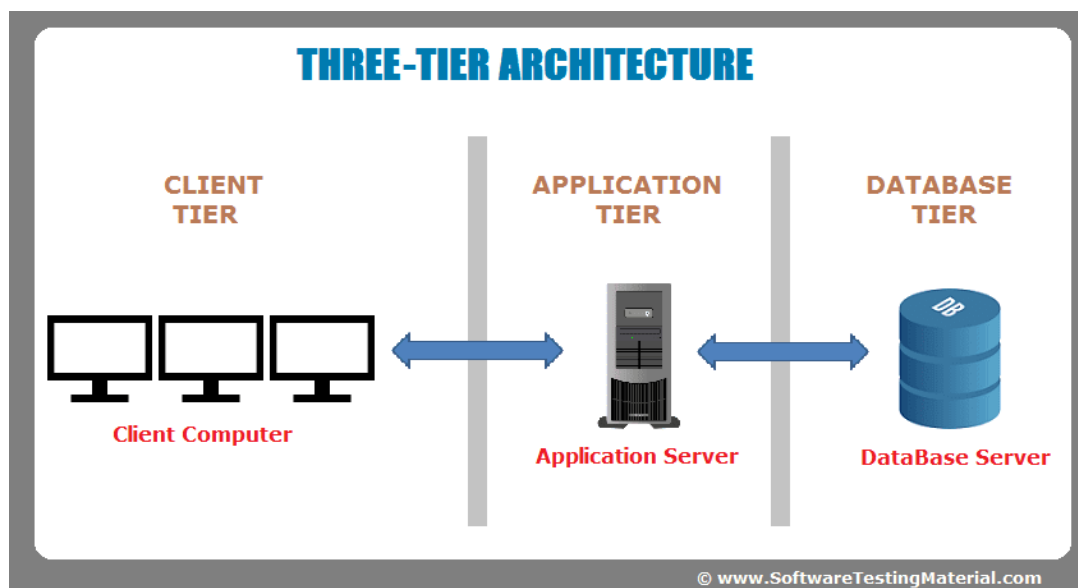 THREE-TIER ARCHITECTURE
CLIENT
TIER
APPLICATION
TIER
DATABASE
TIER
DB
Client Computer
Application Server
DataBase Server
© www.SoftwareTestingMaterial.com